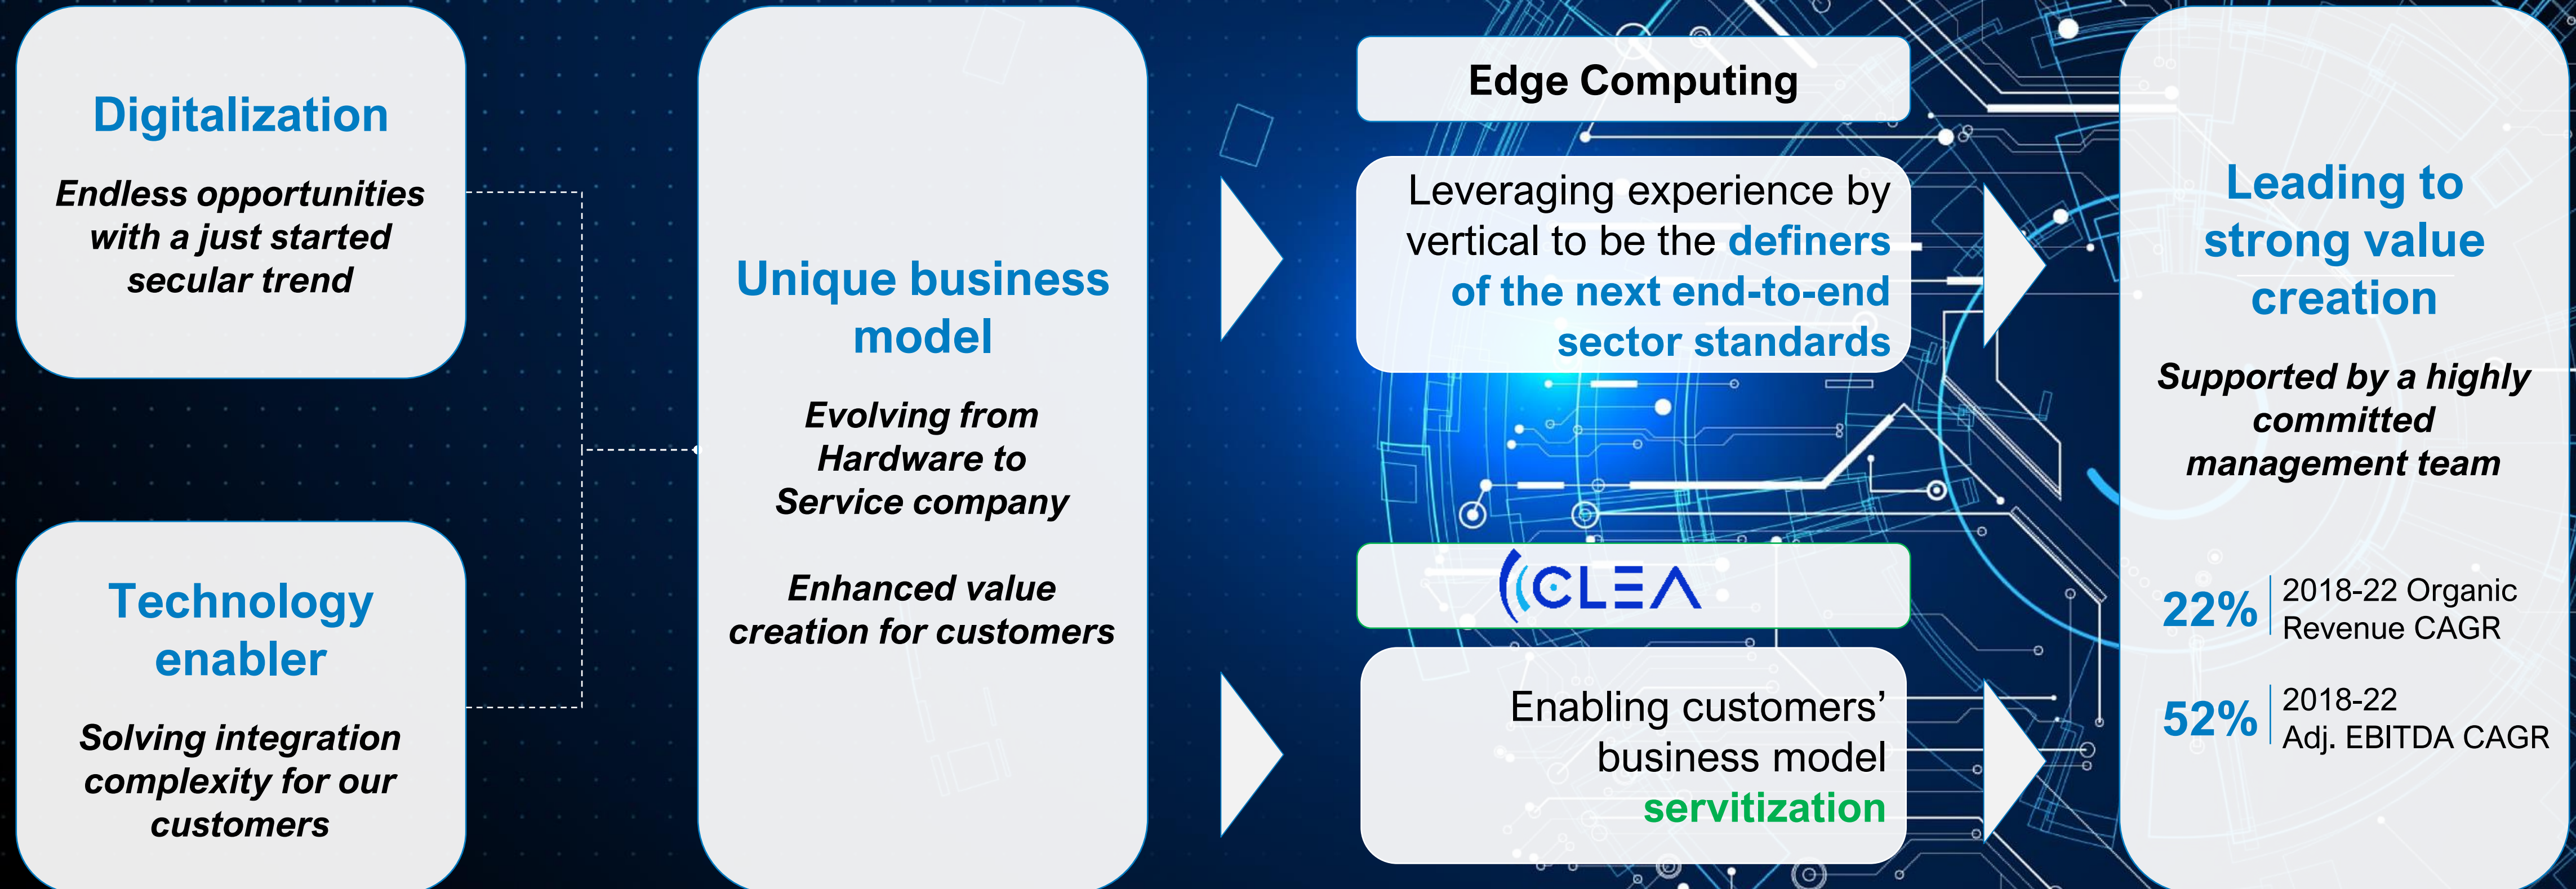 Digitalization
Endless opportunities
with a just started
secular trend
Technology
enabler
Solving integration
complexity for our
customers
Unique business
model
Evolving from
Hardware to
Service company
Enhanced value
creation for customers
Edge Computing
Leveraging experience by
vertical to be the definers
of the next end-to-end
sector standards
CLEA
Enabling customers’
business model
servitization
Leading to
strong value
creation
Supported by a highly
committed
management team
22%
2018-22 Organic
Revenue CAGR
52%
2018-22
Adj. EBITDA CAGR